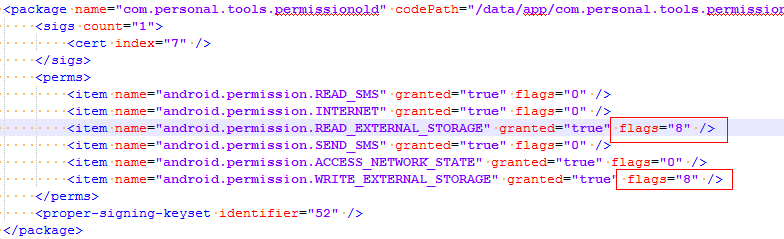 <package name="com.personal.tools.permissionold" codePath="/data/app/com.personal.tools.permission
<sigs count="1">
<cert index="7" />
</sigs>
<perms>
<item name="android.permission.READ_SMS" granted="true" flags="0" />
<item name="android.permission.INTERNET" granted="true" flags="0" />
<item name="android.permission.READ_EXTERNAL_STORAGE" granted="true" flags="8" />
<item name="android.permission.SEND_SMS" granted="true" flags="0" />
<item name="android.permission.ACCESS_NETWORK_STATE" granted="true" flags="0" />
<item name="android.permission.WRITE_EXTERNAL_STORAGE" granted="true" flags="8" />
</perms>
<proper-signing-keyset identifier="52" />
</package>